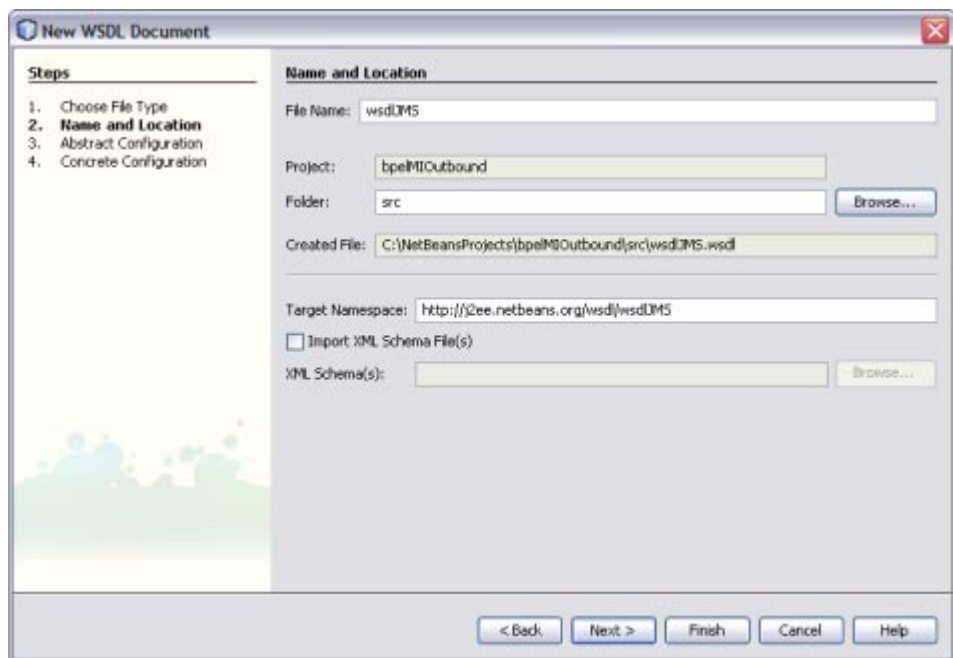 New WSDL Document
Steps
1. Choose File Type
2. Name and Location
3. Abstract Configuration
4. Concrete Configuration
Name and Location
File Name: wsdlJMS
Project: bpelMIOutbound
Folder: src Browse...
Created File: C:\NetBeansProjects\bpelMIOutbound\src\wsdlJMS.wsdl
Target Namespace: http://j2ee.netbeans.org/wsdl/wsdlJMS
Import XML Schema File(s)
XML Schema(s): Browse...
< Back Next > Finish Cancel Help